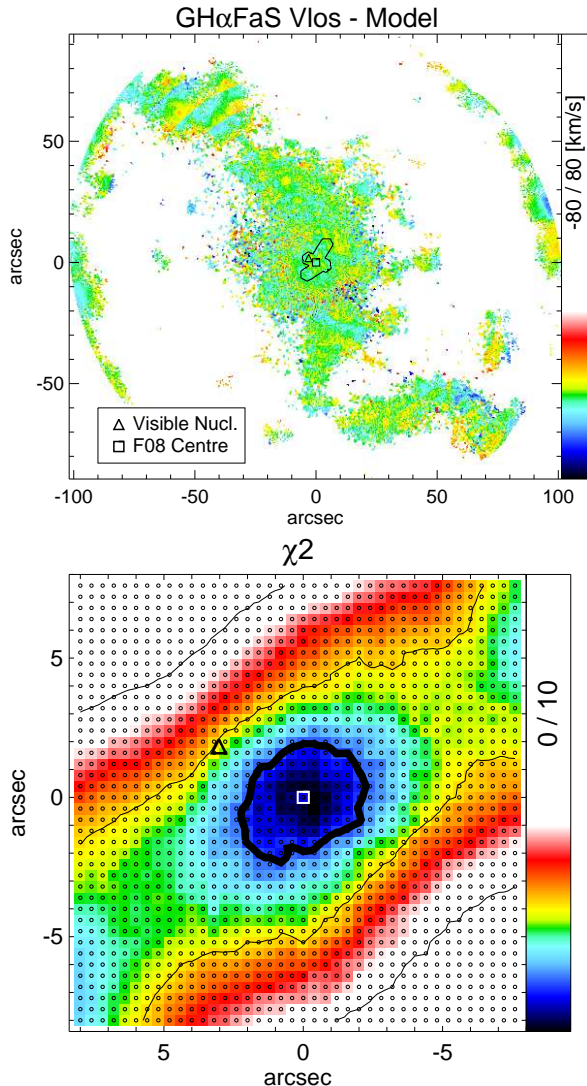 GHαFaS Vlos - Model
50
0
-50
arcsec
-100
-50
0
50
100
arcsec
△ Visible Nucl.
□ F08 Centre
-80 / 80 [km/s]
χ2
5
0
-5
arcsec
5
0
-5
arcsec
0 / 10